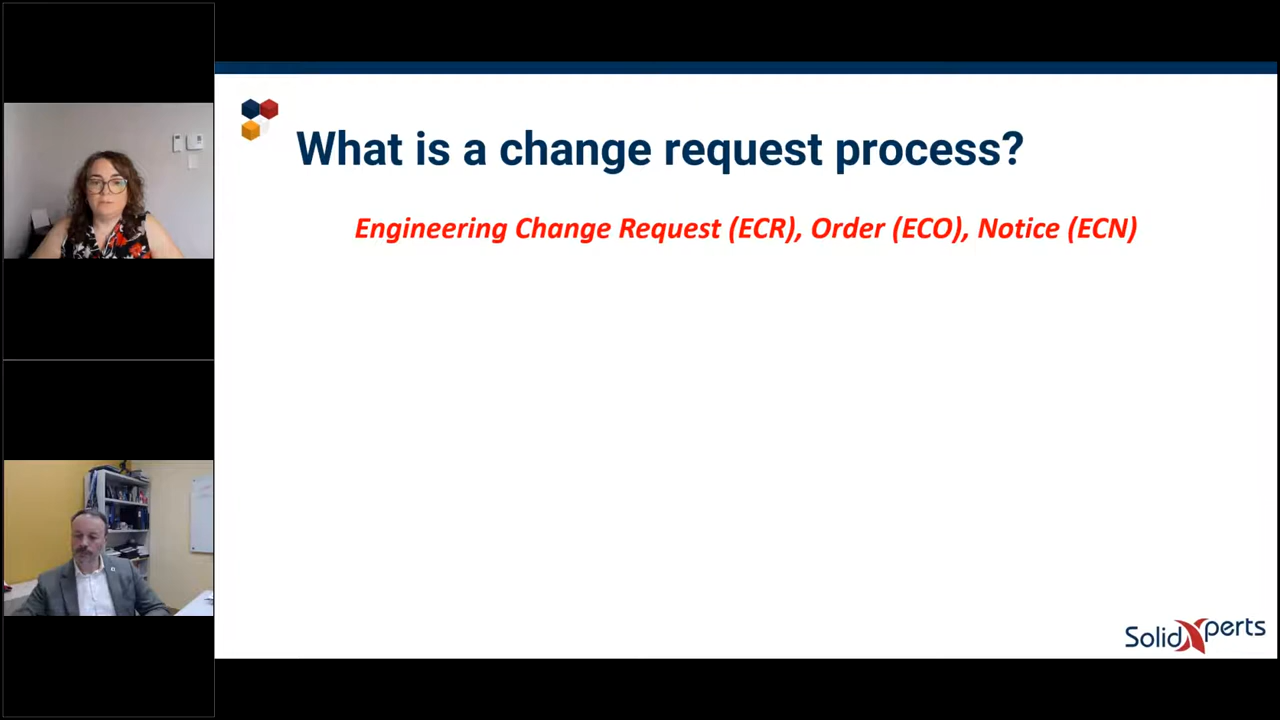 What is a change request process?
Engineering Change Request (ECR), Order (ECO), Notice (ECN)
SolidXperts